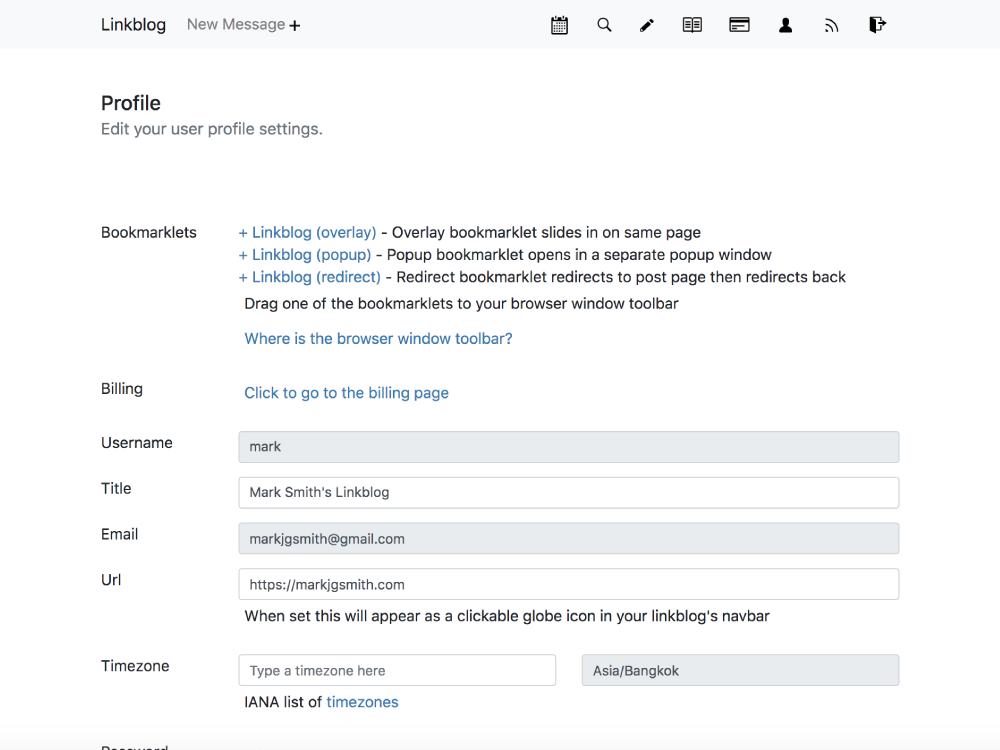 Linkblog New Message +
Profile
Edit your user profile settings.
Bookmarklets
+ Linkblog (overlay) - Overlay bookmarklet slides in on same page
+ Linkblog (popup) - Popup bookmarklet opens in a separate popup window
+ Linkblog (redirect) - Redirect bookmarklet redirects to post page then redirects back
Drag one of the bookmarklets to your browser window toolbar
Where is the browser window toolbar?
Billing
Click to go to the billing page
Username
mark
Title
Mark Smith's Linkblog
Email
markjgsmith@gmail.com
Url
https://markjgsmith.com
When set this will appear as a clickable globe icon in your linkblog's navbar
Timezone
Type a timezone here
Asia/Bangkok
IANA list of timezones
Password